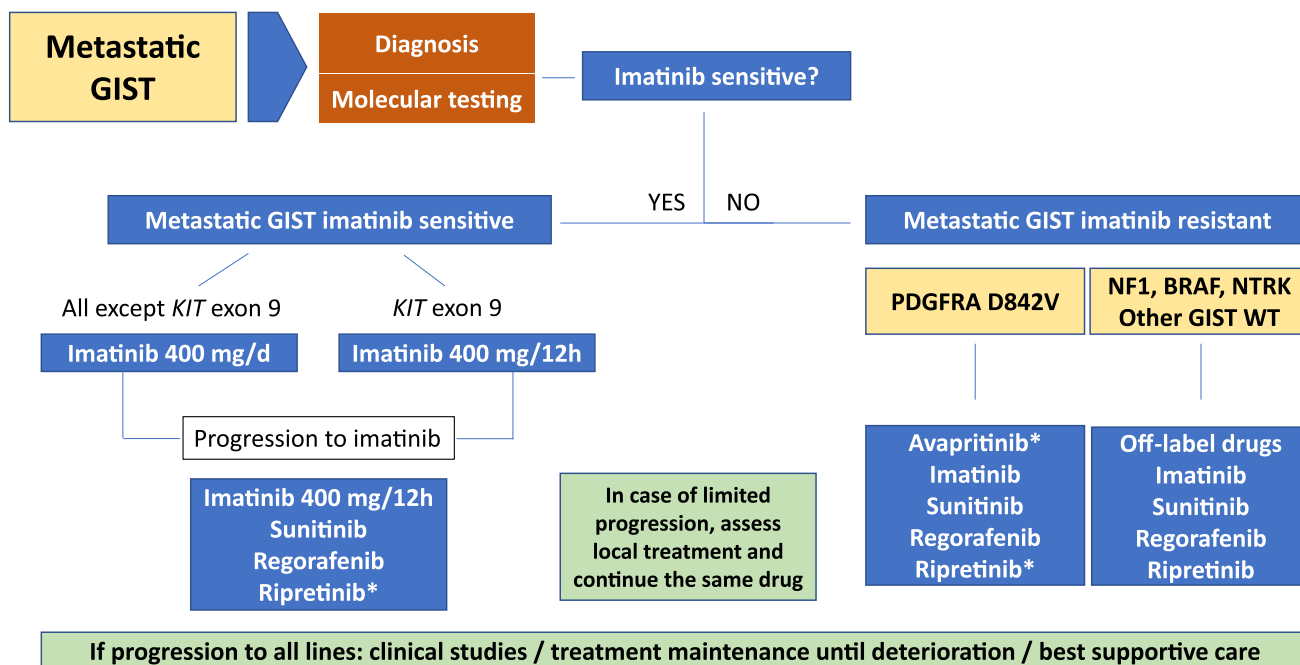 Metastatic
GIST
Diagnosis
Molecular testing
Imatinib sensitive?
YES
NO
Metastatic GIST imatinib sensitive
Metastatic GIST imatinib resistant
All except KIT exon 9
KIT exon 9
Imatinib 400 mg/d
Imatinib 400 mg/12h
PDGFRA D842V
NF1, BRAF, NTRK
Other GIST WT
Progression to imatinib
Imatinib 400 mg/12h
Sunitinib
Regorafenib
Ripretinib*
In case of limited
progression, assess
local treatment and
continue the same drug
Avapritinib*
Imatinib
Sunitinib
Regorafenib
Ripretinib*
Off-label drugs
Imatinib
Sunitinib
Regorafenib
Ripretinib
If progression to all lines: clinical studies / treatment maintenance until deterioration / best supportive care